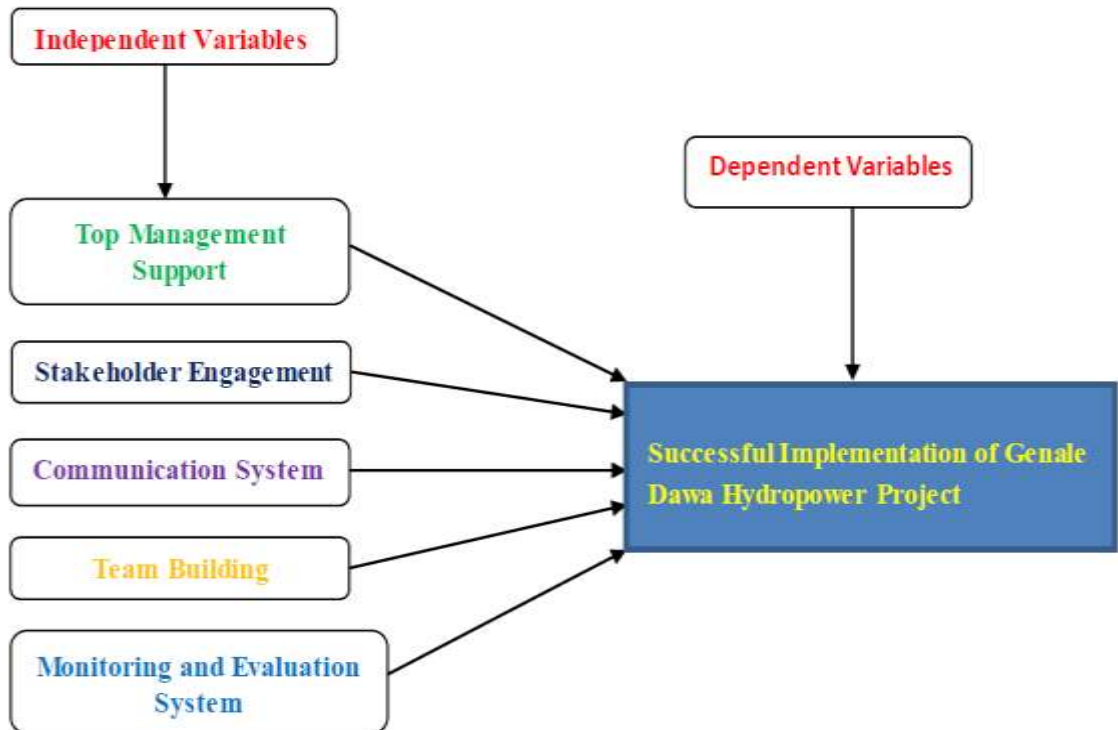 Independent Variables
Dependent Variables
Top Management
Support
Stakeholder Engagement
Communication System
Team Building
Monitoring and Evaluation
System
Successful Implementation of Genale
Dawa Hydropower Project